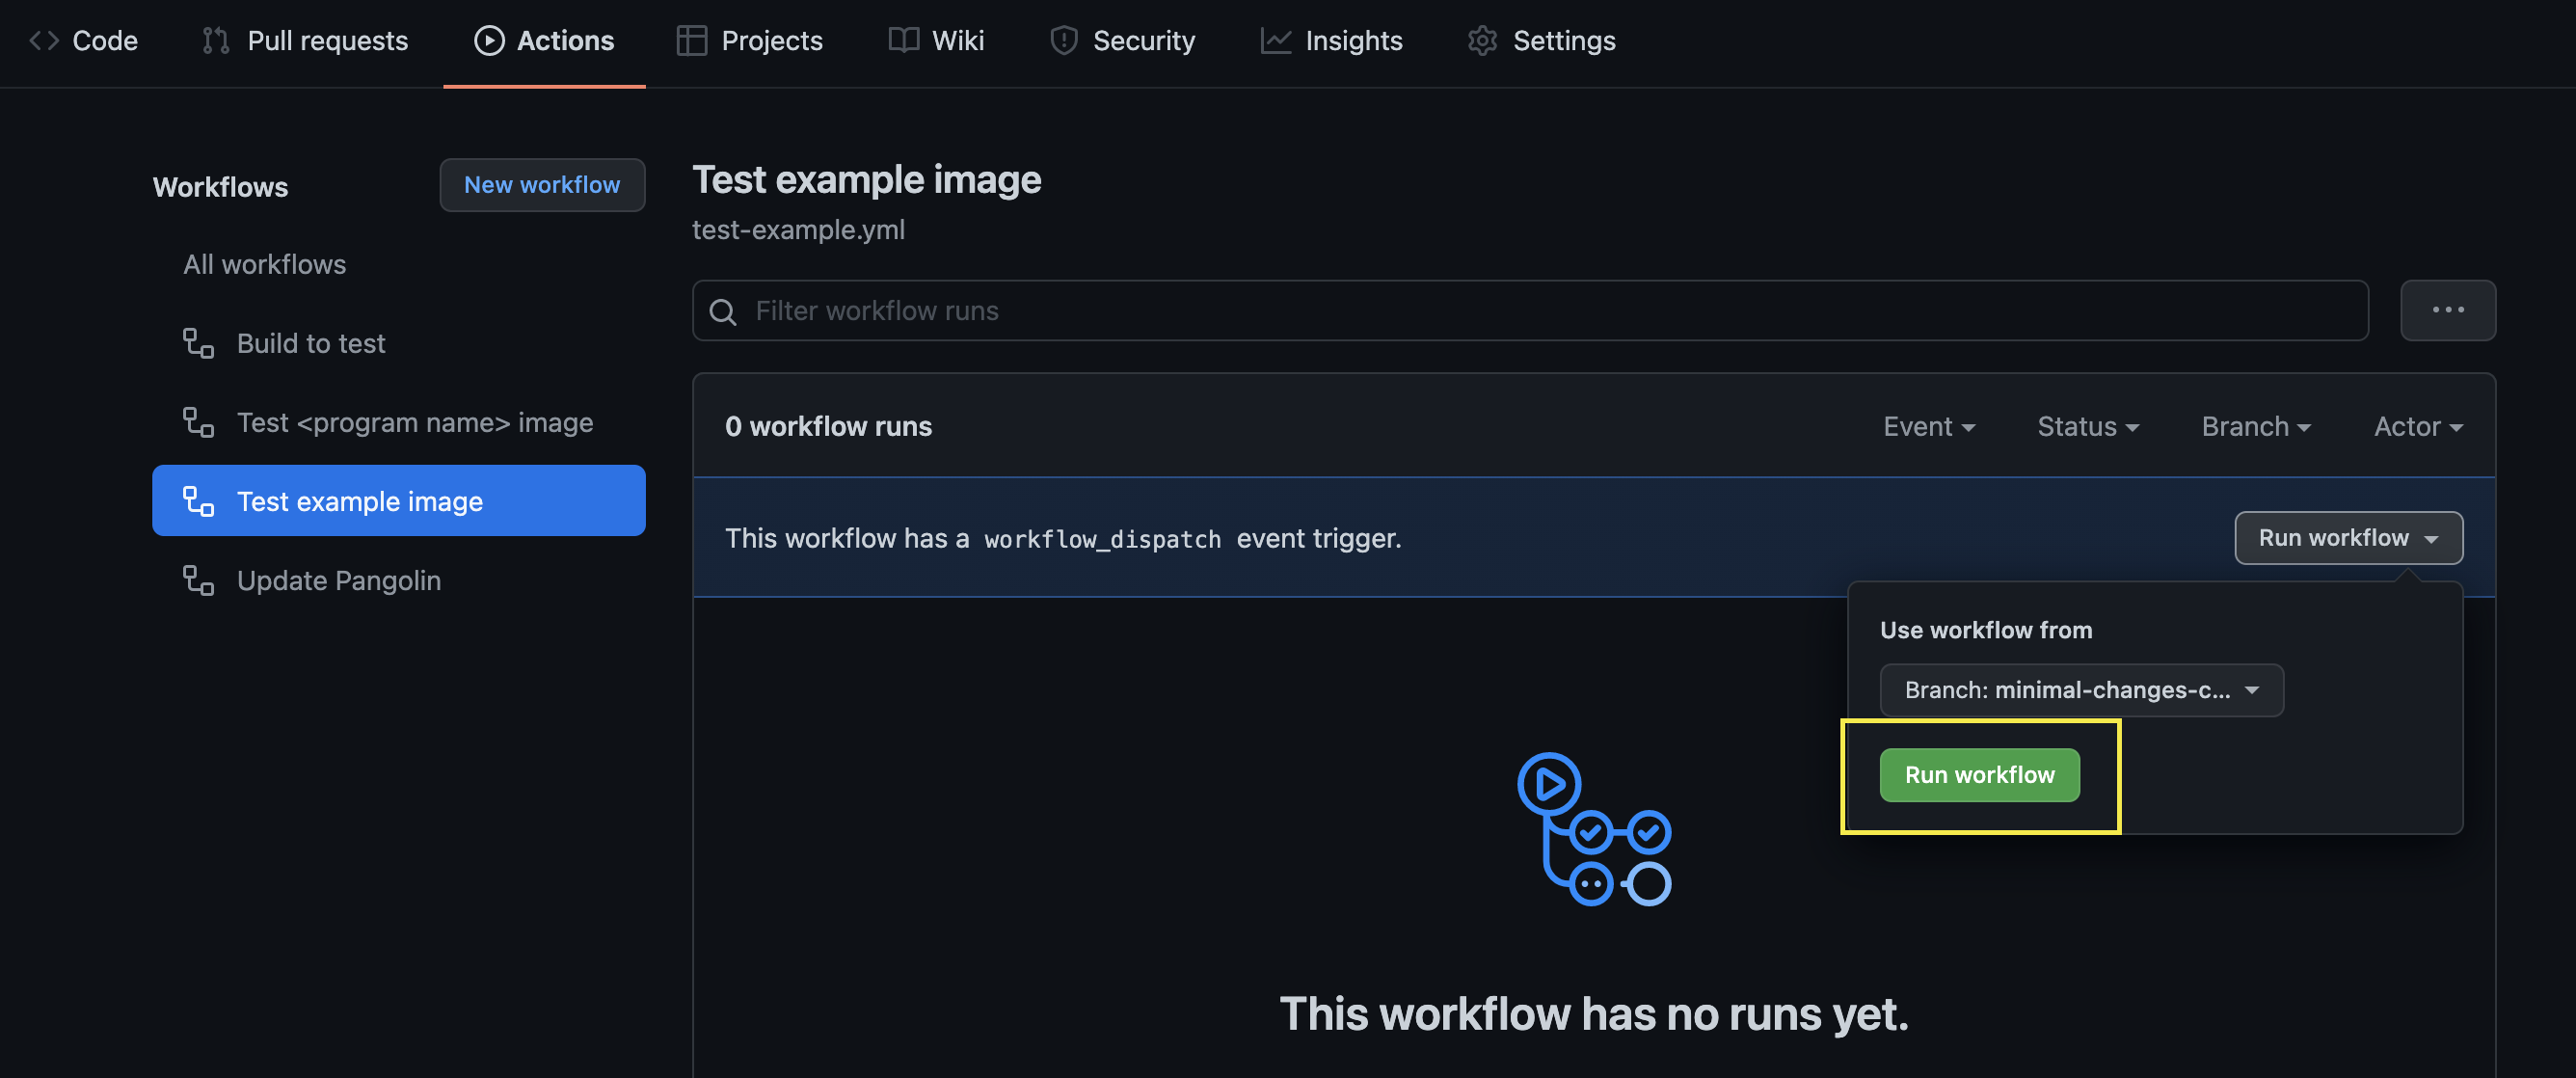 Code Pull requests Actions Projects Wiki Security Insights Settings
Workflows New workflow
All workflows
Build to test
Test <program name> image
Test example image
Update Pangolin
Test example image
test-example.yml
Filter workflow runs
0 workflow runs Event Status Branch Actor
This workflow has a workflow_dispatch event trigger. Run workflow
Use workflow from
Branch: minimal-changes-c...
Run workflow
This workflow has no runs yet.